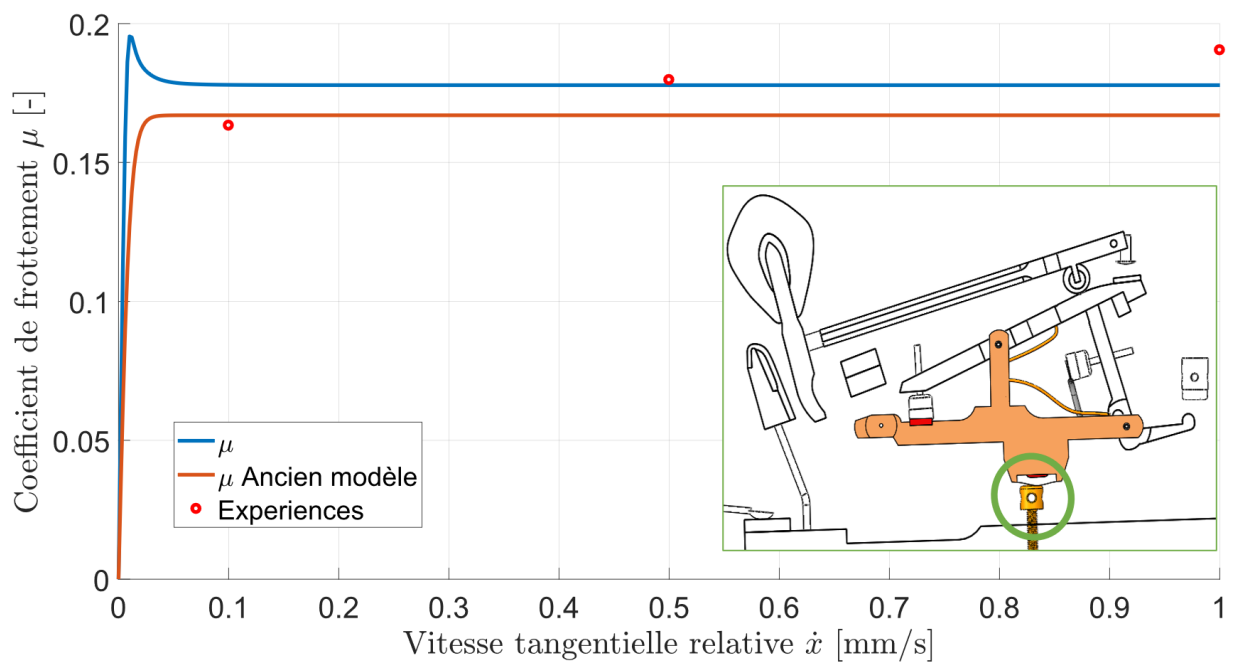 0.2
0.15
0.1
0.05
0
Coefficient de frottement μ [-]
μ
μ Ancien modèle
Experiences
0 0.1 0.2 0.3 0.4 0.5 0.6 0.7 0.8 0.9 1
Vitesse tangentielle relative ẋ [mm/s]